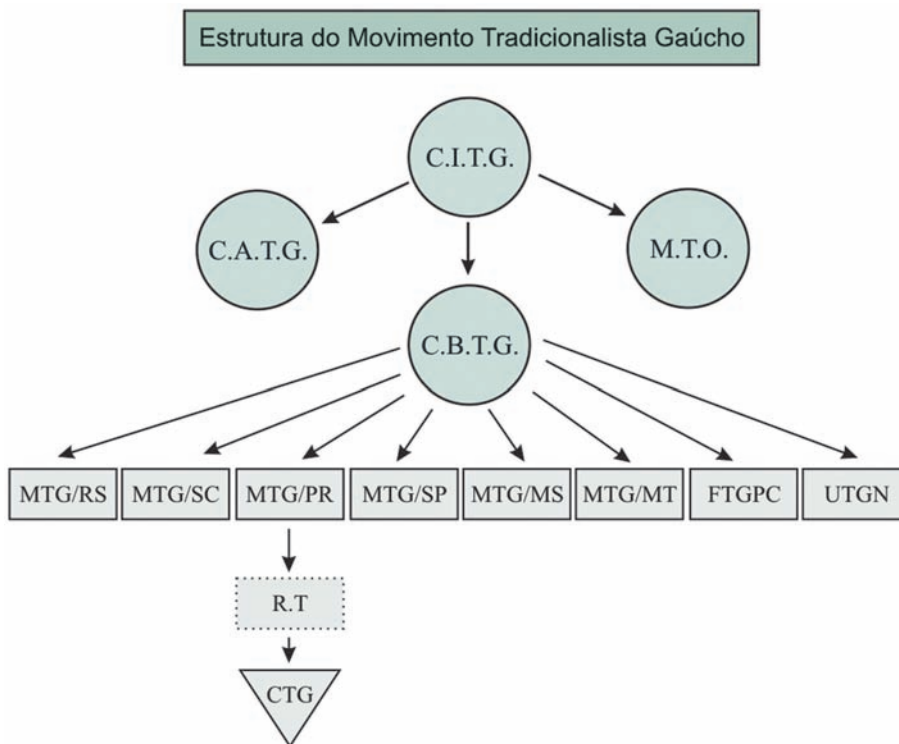 Estrutura do Movimento Tradicionalista Gaúcho
C.I.T.G.
C.A.T.G.
M.T.O.
C.B.T.G.
MTG/RS
MTG/SC
MTG/PR
MTG/SP
MTG/MS
MTG/MT
FTGPC
UTGN
R.T
CTG